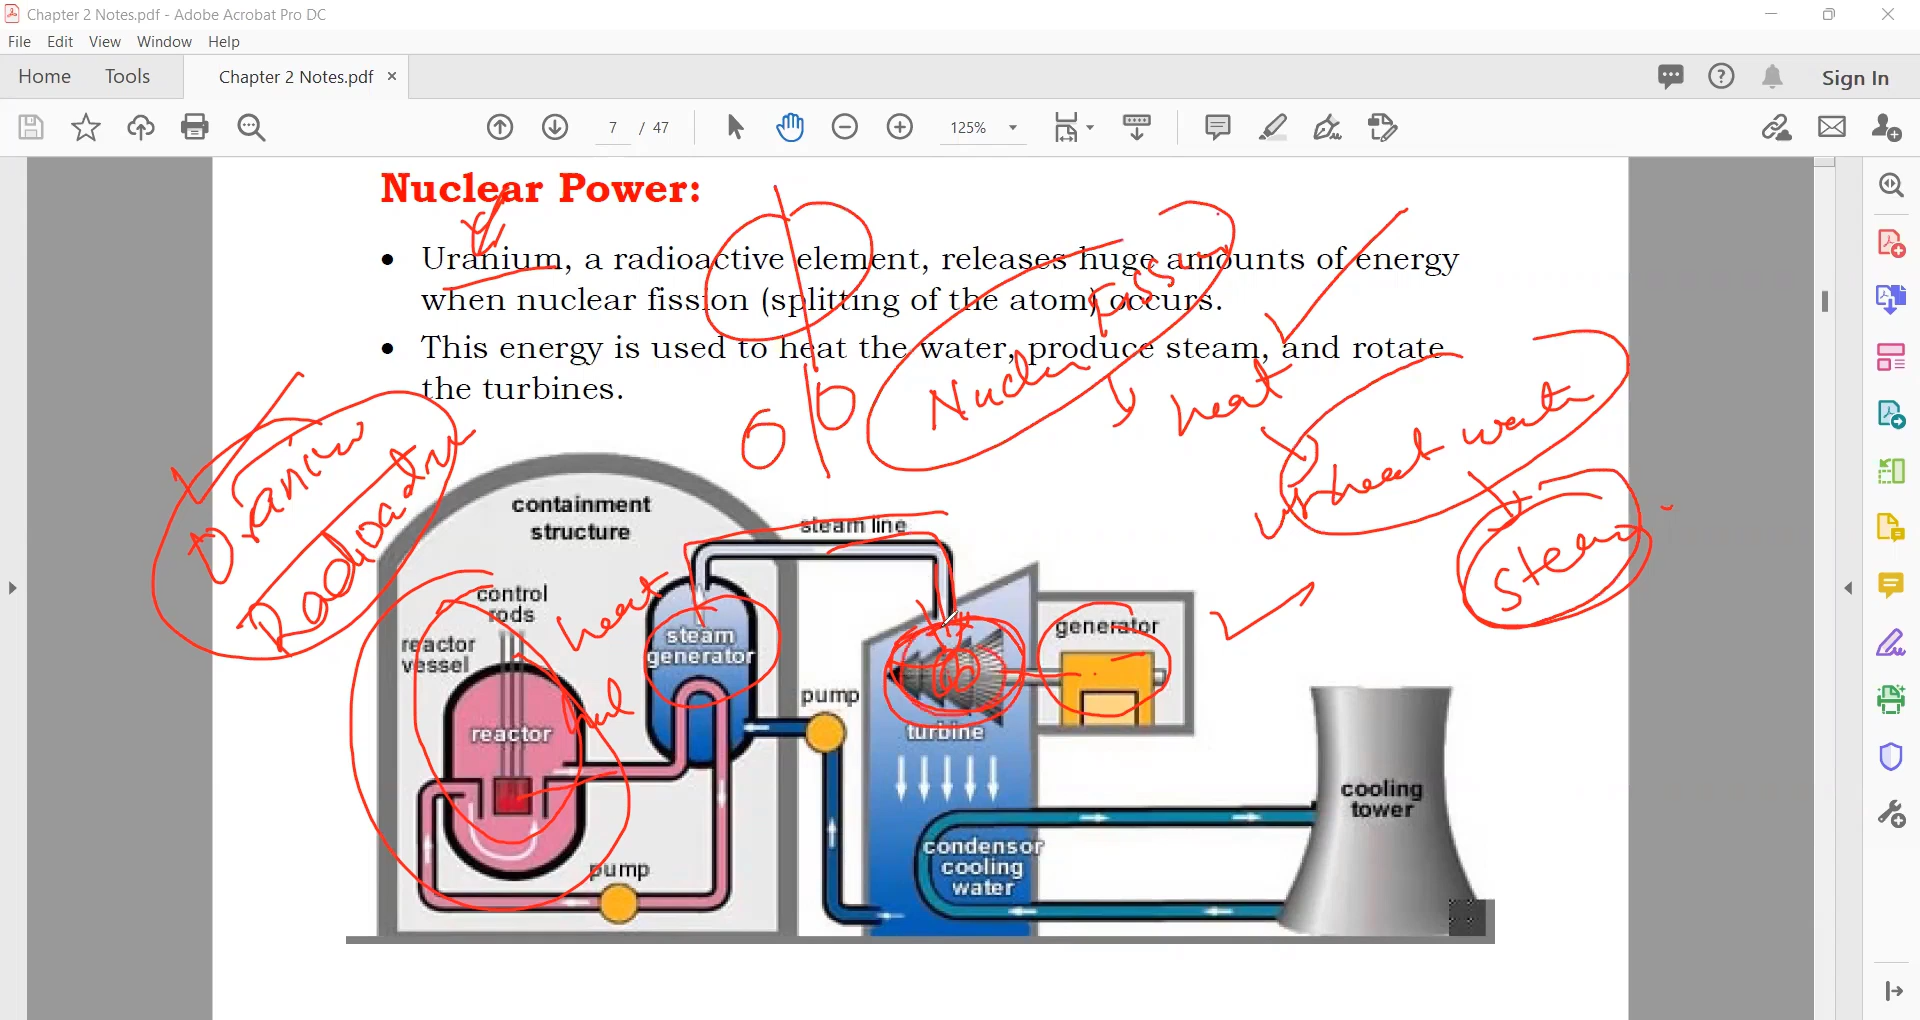 Chapter 2 Notes.pdf - Adobe Acrobat Pro DC
File Edit View Window Help
Home Tools Chapter 2 Notes.pdf × Sign In
7 / 47 125%
Nuclear Power:
• Uranium, a radioactive element, releases huge amounts of energy
when nuclear fission (splitting of the atom) occurs.
• This energy is used to heat the water, produce steam, and rotate
the turbines.
Fission
heat
heat water
Steam
containment
structure
steam line
control
rods
heat
reactor
vessel
steam
generator
generator
pump
reactor
turbine
cooling
tower
condensor
cooling
water
pump